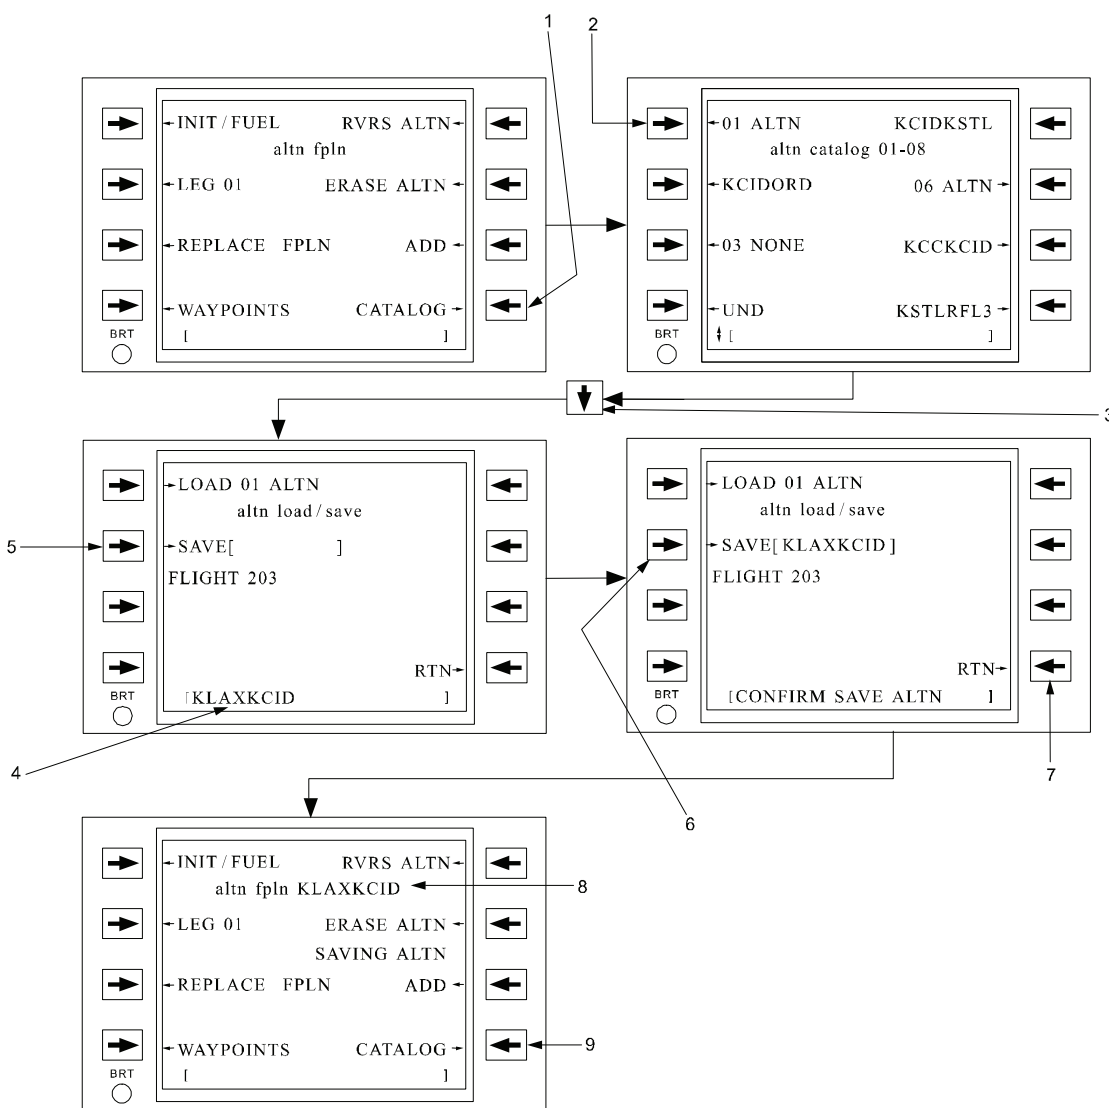 1
2
INIT/FUEL RVRS ALTN
altn fpln
LEG 01 ERASE ALTN
REPLACE FPLN ADD
WAYPOINTS CATALOG
BRT
[ ]
01 ALTN KCIDKSTL
altn catalog 01-08
KCIDORD 06 ALTN
03 NONE KCCKCID
UND KSTLRFL3
BRT
[ ]
3
LOAD 01 ALTN
altn load/save
5
SAVE[ ]
FLIGHT 203
RTN
BRT
[KLAXKCID ]
4
LOAD 01 ALTN
altn load/save
SAVE[KLAXKCID]
FLIGHT 203
RTN
BRT
[CONFIRM SAVE ALTN ]
6
7
INIT/FUEL RVRS ALTN
altn fpln KLAXKCID
8
LEG 01 ERASE ALTN
SAVING ALTN
REPLACE FPLN ADD
WAYPOINTS CATALOG
9
BRT
[ ]